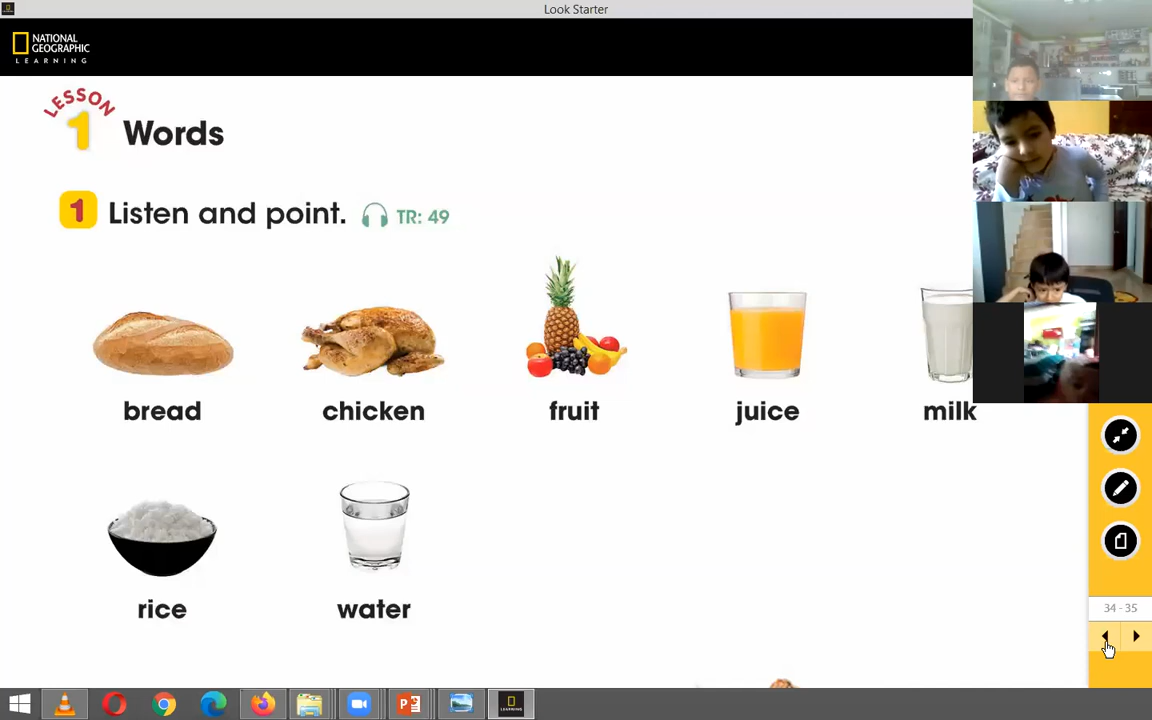 Look Starter
NATIONAL
GEOGRAPHIC
LEARNING
LESSON
1 Words
1 Listen and point. TR: 49
bread chicken fruit juice milk
rice water
34 - 35